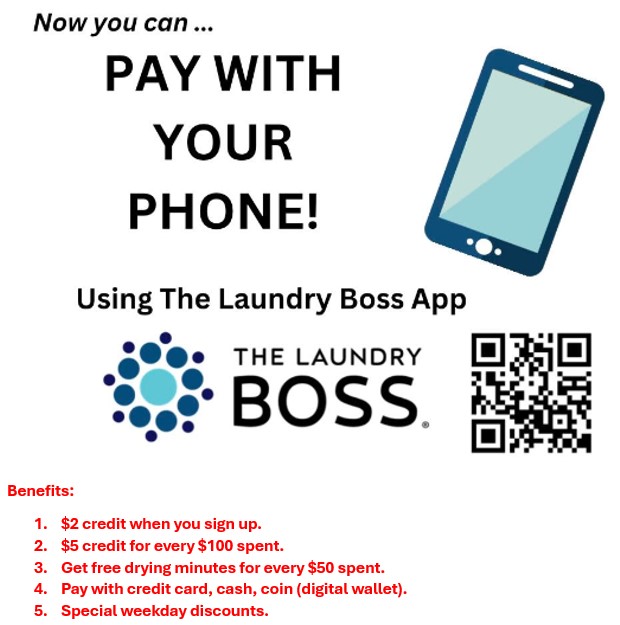 Now you can ...
PAY WITH
YOUR
PHONE!
Using The Laundry Boss App
THE LAUNDRY
BOSS®
Benefits:
1. $2 credit when you sign up.
2. $5 credit for every $100 spent.
3. Get free drying minutes for every $50 spent.
4. Pay with credit card, cash, coin (digital wallet).
5. Special weekday discounts.